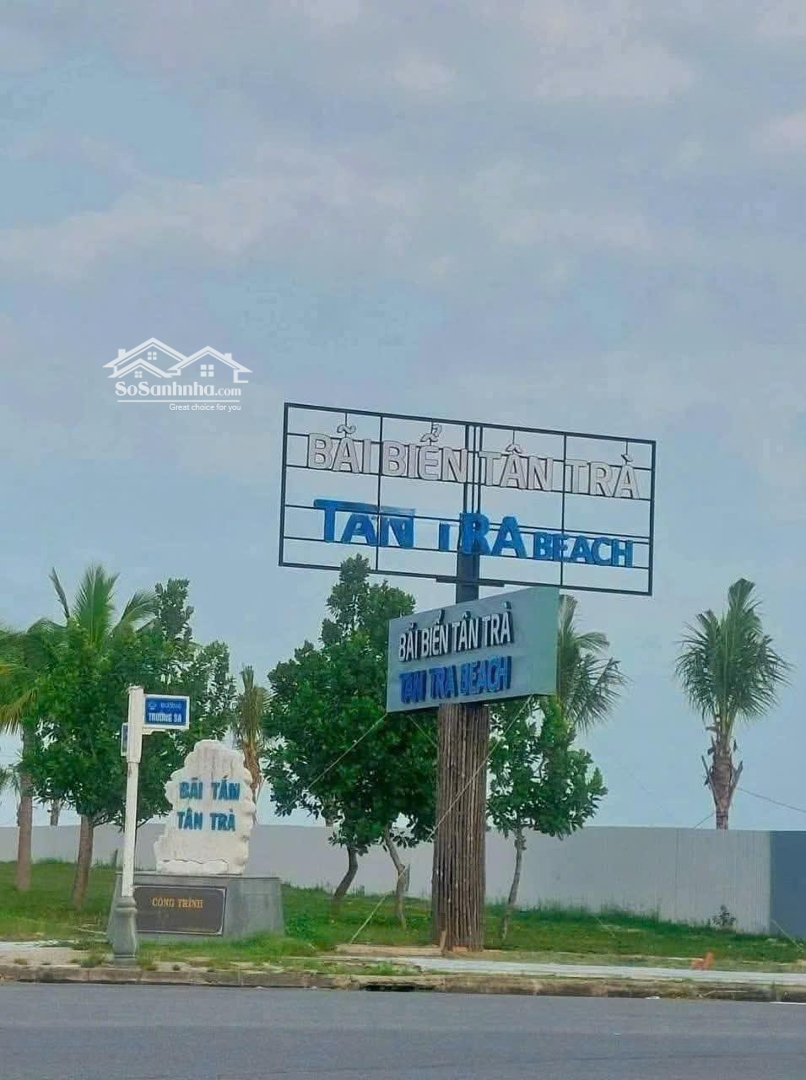 SoSanhnha.com
Great choice for you
BÃI BIỂN TÂN TRÀ
TAN TRA BEACH
BÃI BIỂN TÂN TRÀ
TAN TRA BEACH
ĐƯỜNG
TRƯỜNG SA
BÃI TẮM
TÂN TRÀ
CÔNG TRÌNH